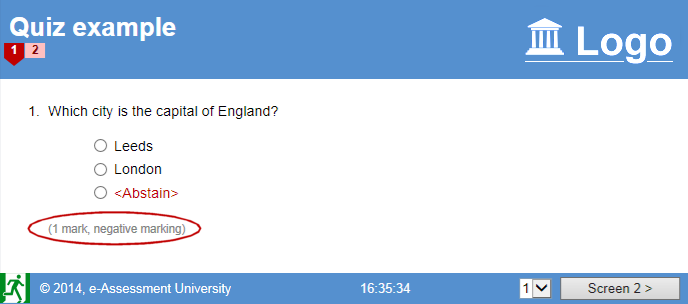 Quiz example
1 2
Logo
1. Which city is the capital of England?
Leeds
London
<Abstain>
(1 mark, negative marking)
© 2014, e-Assessment University 16:35:34 1 Screen 2 >